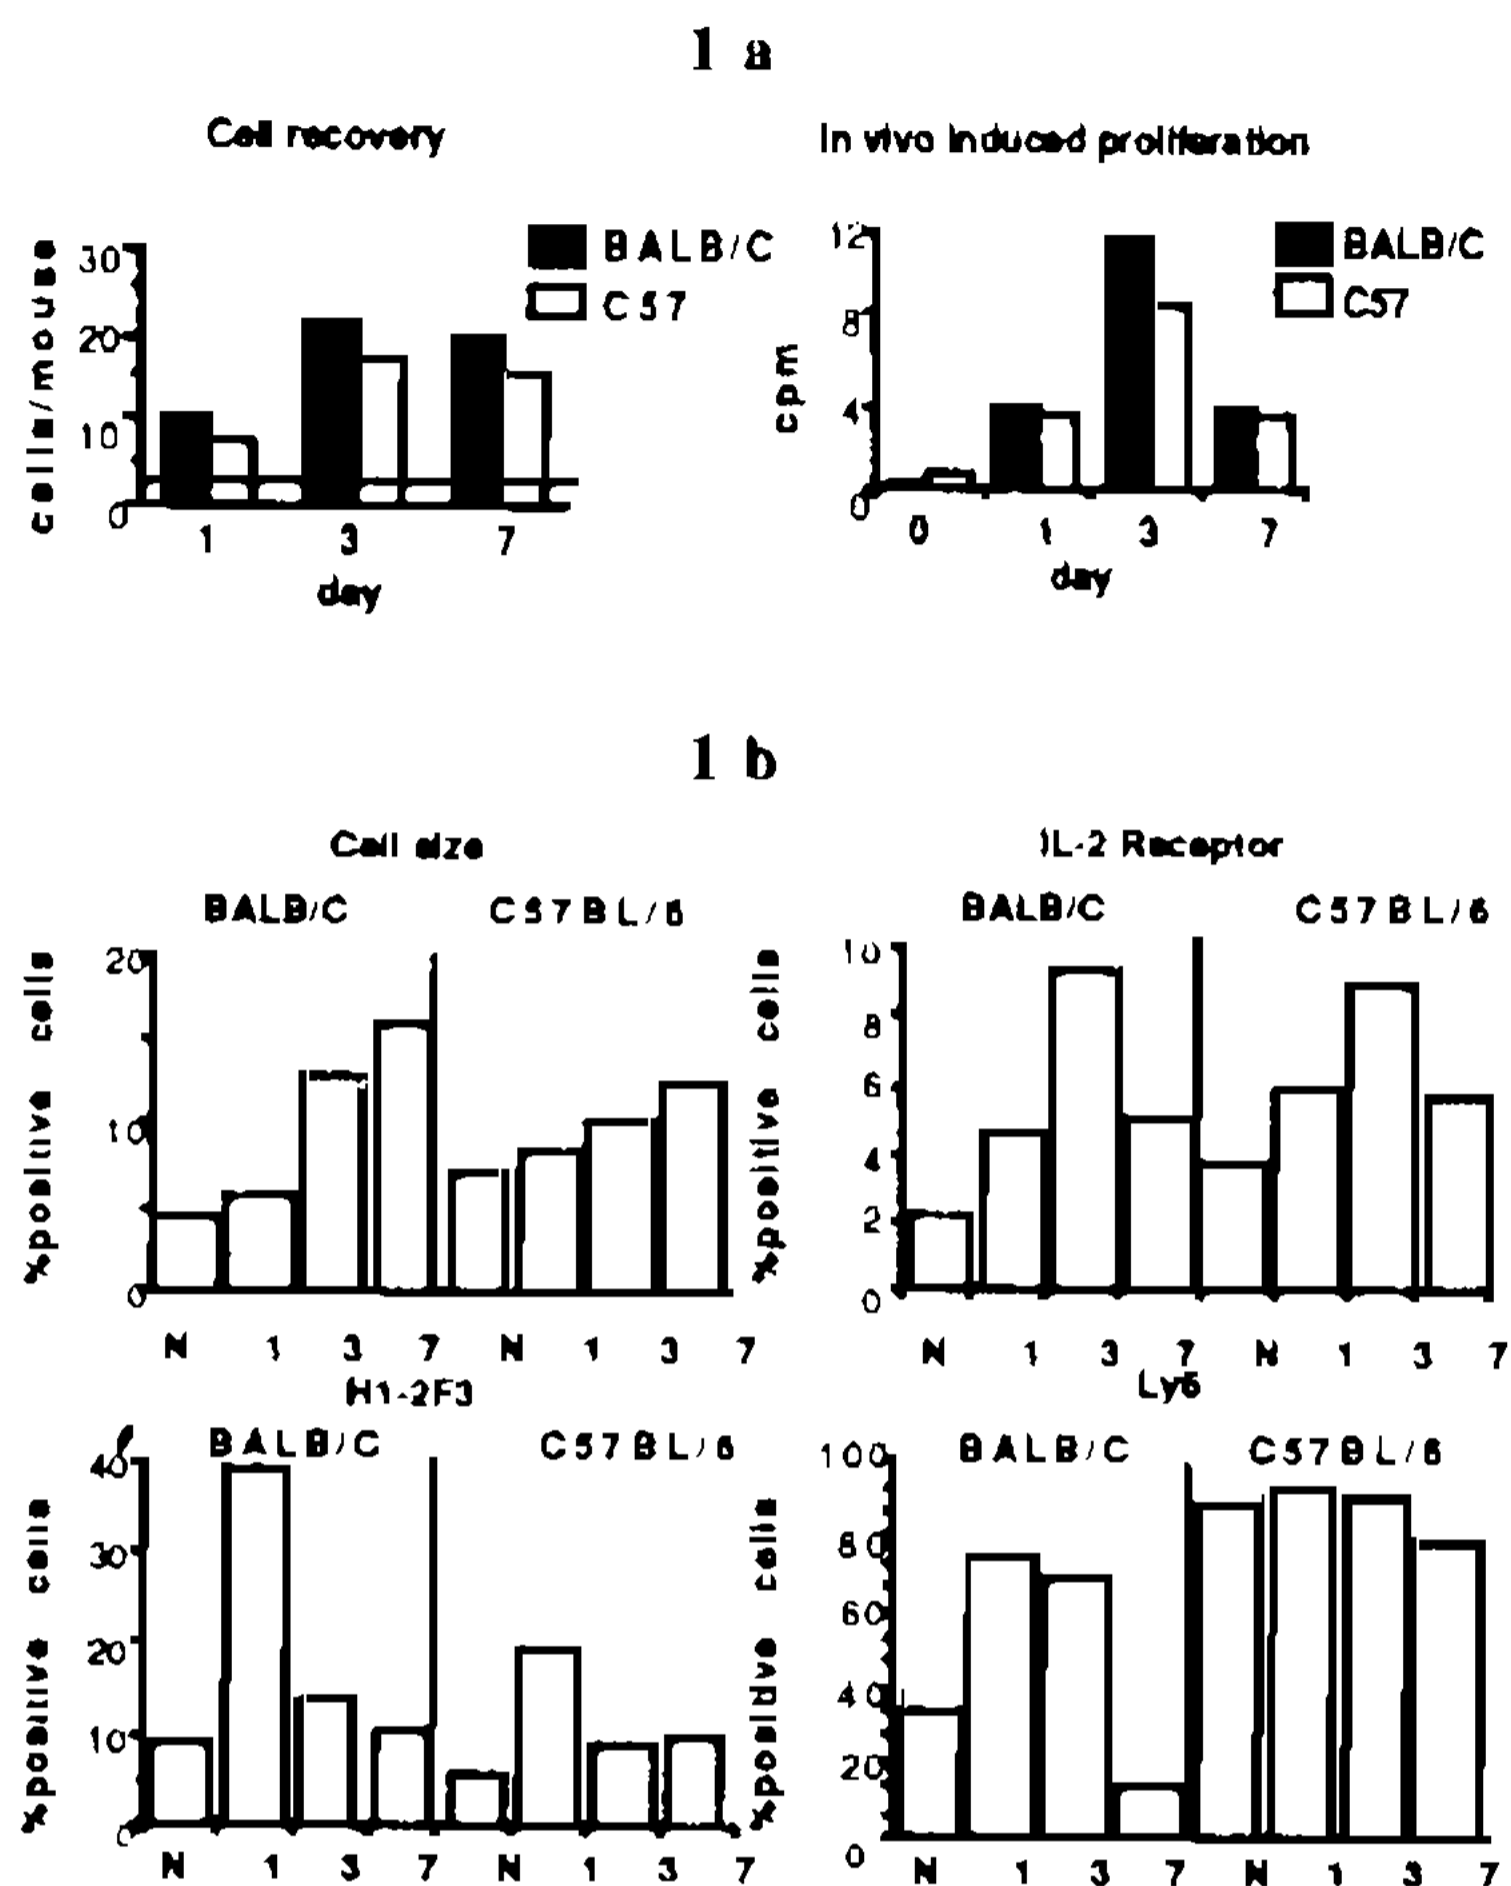 1 a
Cell recovery
In vivo induced proliferation
cells/mouse
30
20
10
0
BALB/C
C57
1 3 7
day
cpm
12
8
4
0
BALB/C
C57
0 1 3 7
day
1 b
Cell size
BALB/C C57BL/6
%positive cells
20
10
0
N 1 3 7 N 1 3 7
IL-2 Receptor
BALB/C C57BL/6
%positive cells
10
8
6
4
2
0
N 1 3 7 N 1 3 7
H1-2F3
BALB/C C57BL/6
%positive cells
40
30
20
10
0
N 1 3 7 N 1 3 7
Ly6
BALB/C C57BL/6
%positive cells
100
80
60
40
20
0
N 1 3 7 N 1 3 7